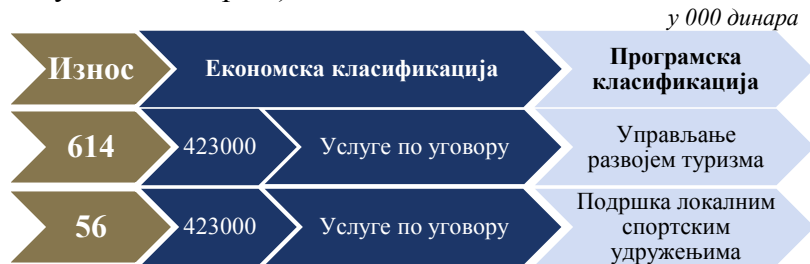 у 000 динара
Износ
Економска класификација
Програмска
класификација
614
423000
Услуге по уговору
Управљање
развојем туризма
56
423000
Услуге по уговору
Подршка локалним
спортским
удружењима